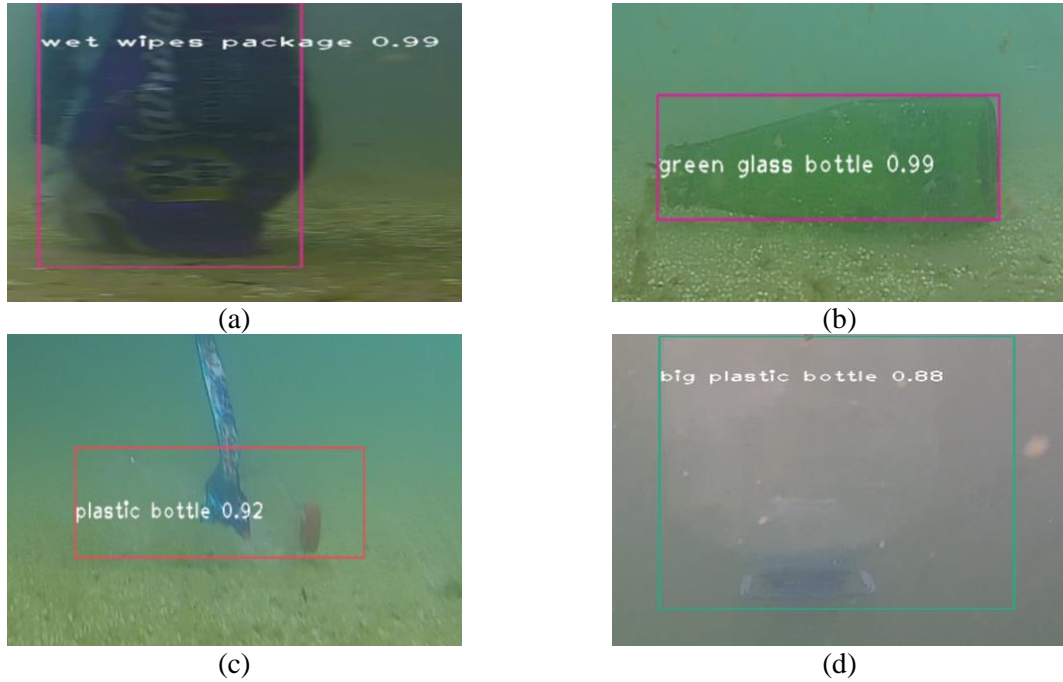 wet wipes package 0.99
green glass bottle 0.99
(a)
(b)
plastic bottle 0.92
big plastic bottle 0.88
(c)
(d)